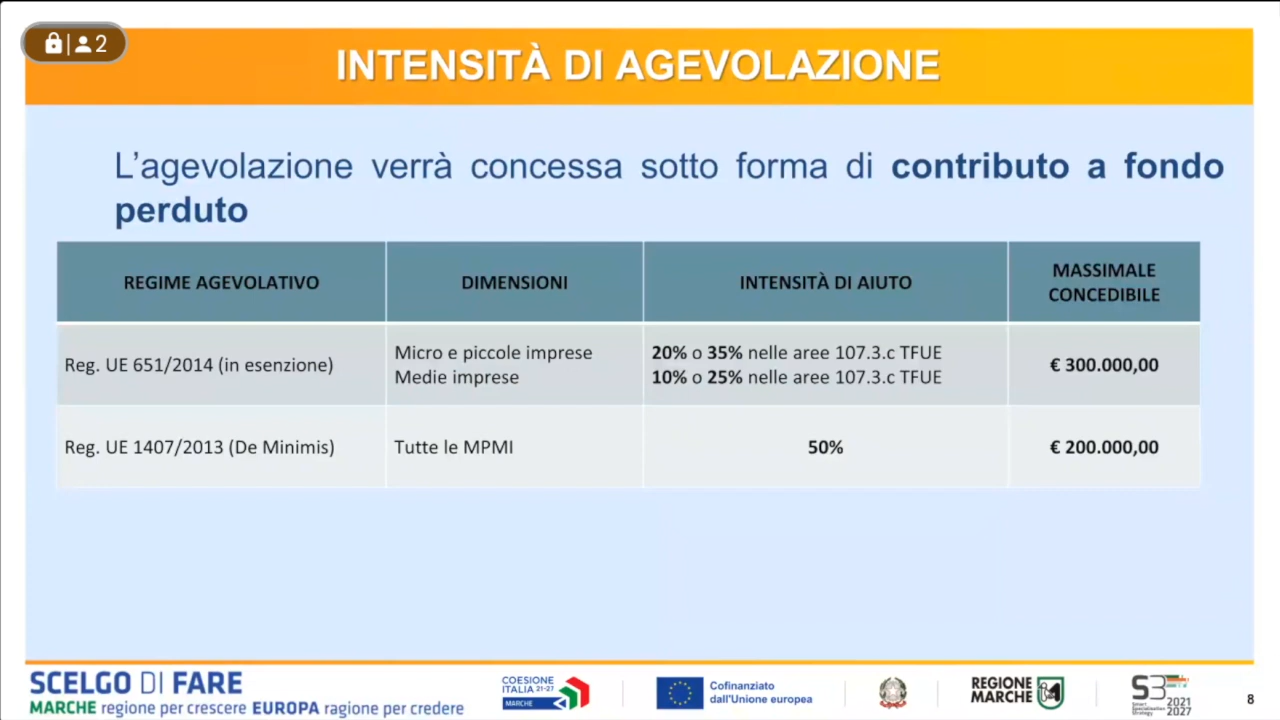 2
INTENSITÀ DI AGEVOLAZIONE
L’agevolazione verrà concessa sotto forma di contributo a fondo
perduto
REGIME AGEVOLATIVO
DIMENSIONI
INTENSITÀ DI AIUTO
MASSIMALE
CONCEDIBILE
Reg. UE 651/2014 (in esenzione)
Micro e piccole imprese
Medie imprese
20% o 35% nelle aree 107.3.c TFUE
10% o 25% nelle aree 107.3.c TFUE
€ 300.000,00
Reg. UE 1407/2013 (De Minimis)
Tutte le MPMI
50%
€ 200.000,00
SCELGO DI FARE
MARCHE regione per crescere EUROPA ragione per credere
COESIONE
ITALIA 21-27
MARCHE
Cofinanziato
dall'Unione europea
REGIONE
MARCHE
S3
Smart
Specialisation
Strategy
2021
2027
8